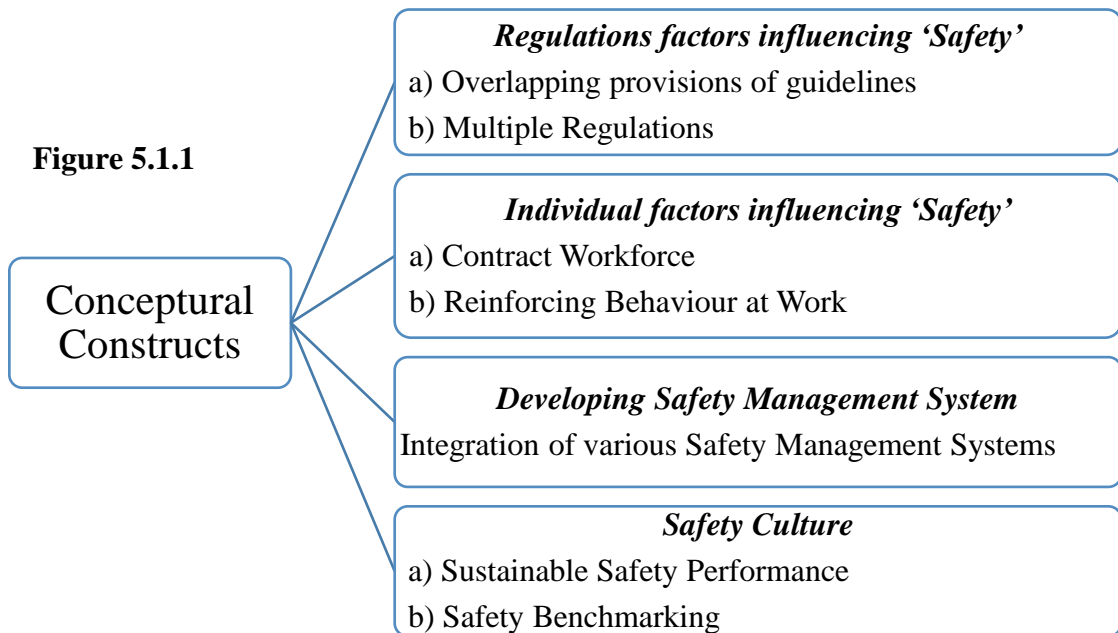 Regulations factors influencing ‘Safety’
a) Overlapping provisions of guidelines
b) Multiple Regulations
Figure 5.1.1
Individual factors influencing ‘Safety’
a) Contract Workforce
b) Reinforcing Behaviour at Work
Conceptural
Constructs
Developing Safety Management System
Integration of various Safety Management Systems
Safety Culture
a) Sustainable Safety Performance
b) Safety Benchmarking